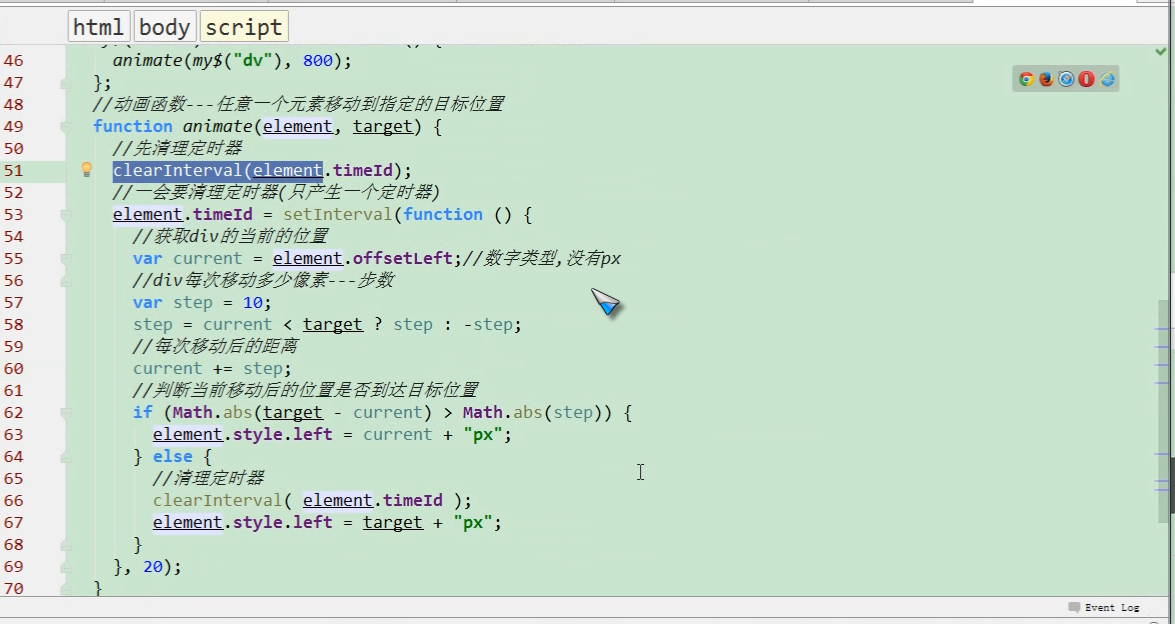 html body script
46 animate(my$("dv"), 800);
47 };
48 //动画函数---任意一个元素移动到指定的目标位置
49 function animate(element, target) {
50 //先清理定时器
51 clearInterval(element.timeId);
52 //一会要清理定时器(只产生一个定时器)
53 element.timeId = setInterval(function () {
54 //获取div的当前的位置
55 var current = element.offsetLeft;//数字类型,没有px
56 //div每次移动多少像素---步数
57 var step = 10;
58 step = current < target ? step : -step;
59 //每次移动后的距离
60 current += step;
61 //判断当前移动后的位置是否到达目标位置
62 if (Math.abs(target - current) > Math.abs(step)) {
63 element.style.left = current + "px";
64 } else {
65 //清理定时器
66 clearInterval( element.timeId );
67 element.style.left = target + "px";
68 }
69 }, 20);
70 }
Event Log